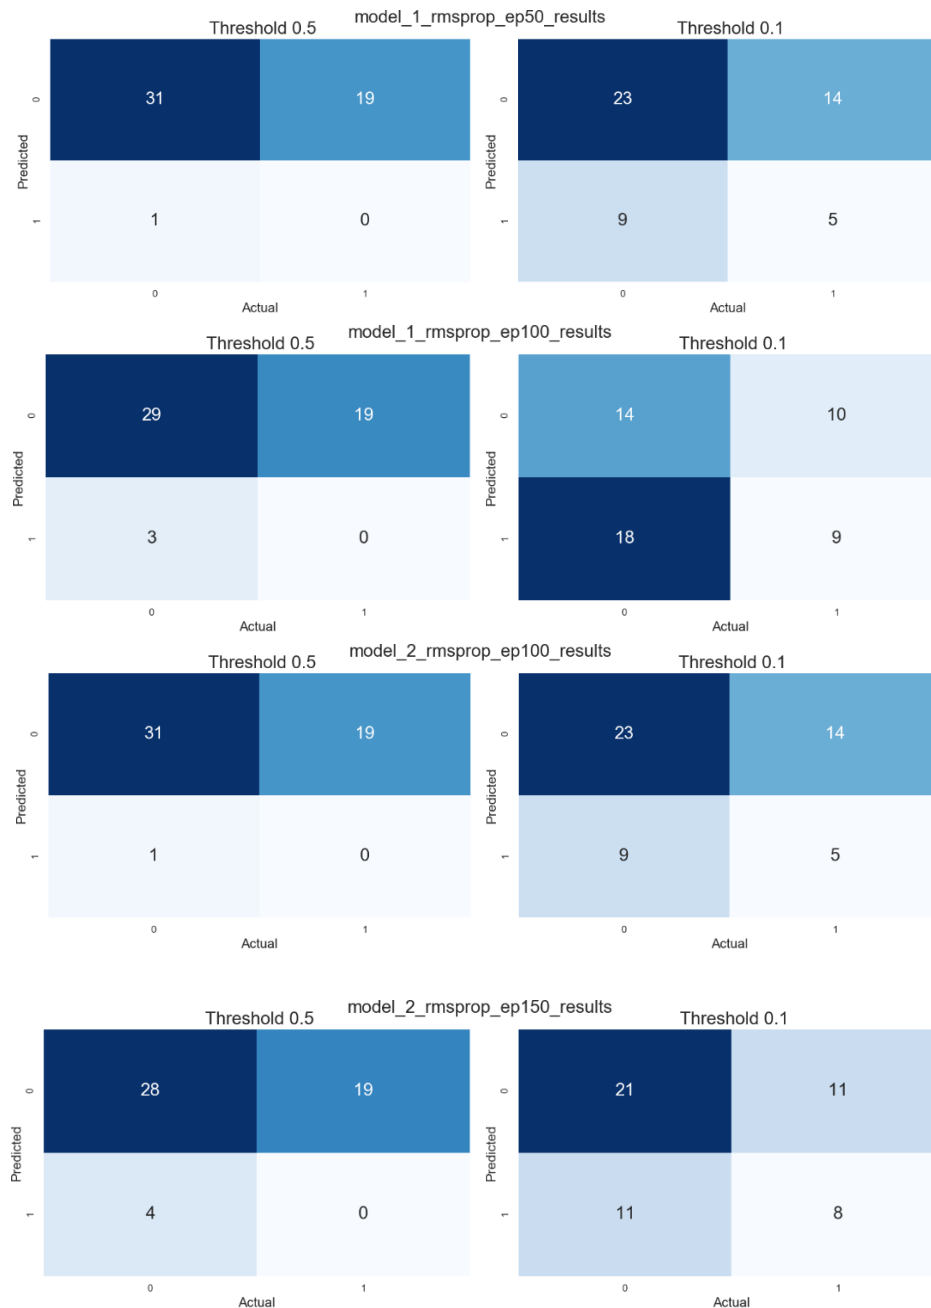 model_1_rmsprop_ep50_results
Threshold 0.5
Threshold 0.1
Predicted
0
31
19
1
1
0
0
1
Actual
Predicted
0
23
14
1
9
5
0
1
Actual
model_1_rmsprop_ep100_results
Threshold 0.5
Threshold 0.1
Predicted
0
29
19
1
3
0
0
1
Actual
Predicted
0
14
10
1
18
9
0
1
Actual
model_2_rmsprop_ep100_results
Threshold 0.5
Threshold 0.1
Predicted
0
31
19
1
1
0
0
1
Actual
Predicted
0
23
14
1
9
5
0
1
Actual
model_2_rmsprop_ep150_results
Threshold 0.5
Threshold 0.1
Predicted
0
28
19
1
4
0
0
1
Actual
Predicted
0
21
11
1
11
8
0
1
Actual